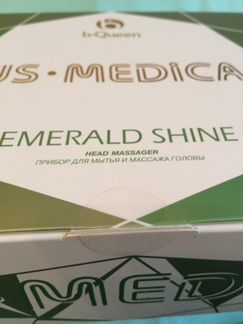 b-Queen
US·MEDICA
EMERALD SHINE
HEAD MASSAGER
ПРИБОР ДЛЯ МЫТЬЯ И МАССАЖА ГОЛОВЫ
MED